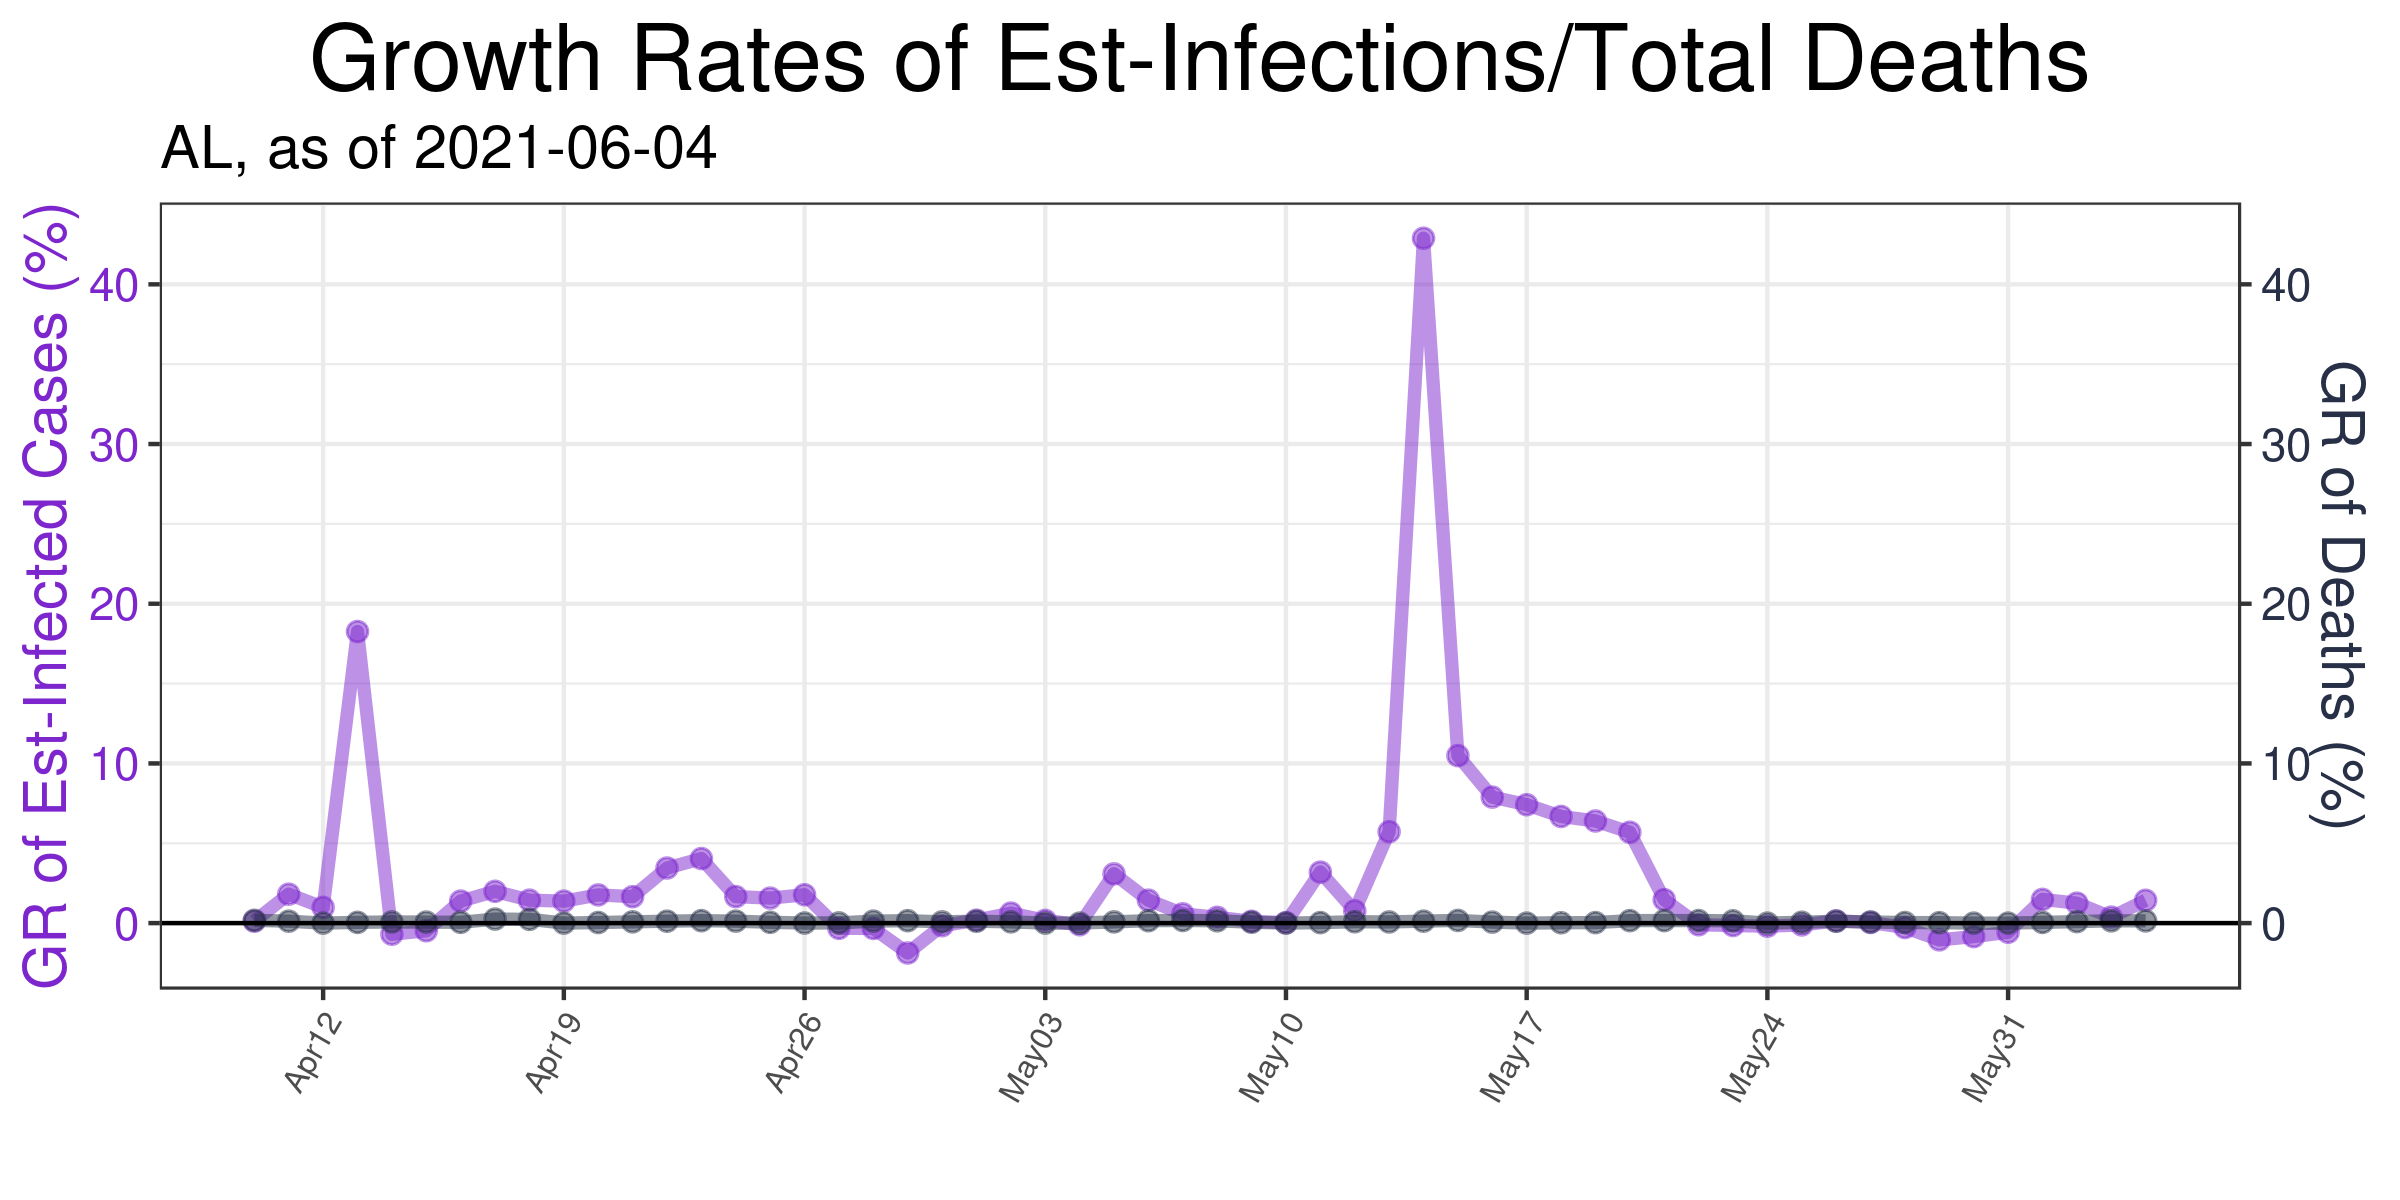 Growth Rates of Est-Infections/Total Deaths
AL, as of 2021-06-04
GR of Est-Infected Cases (%)
40
30
20
10
0
40
30
20
10
0
GR of Deaths (%)
Apr12
Apr19
Apr26
May03
May10
May17
May24
May31